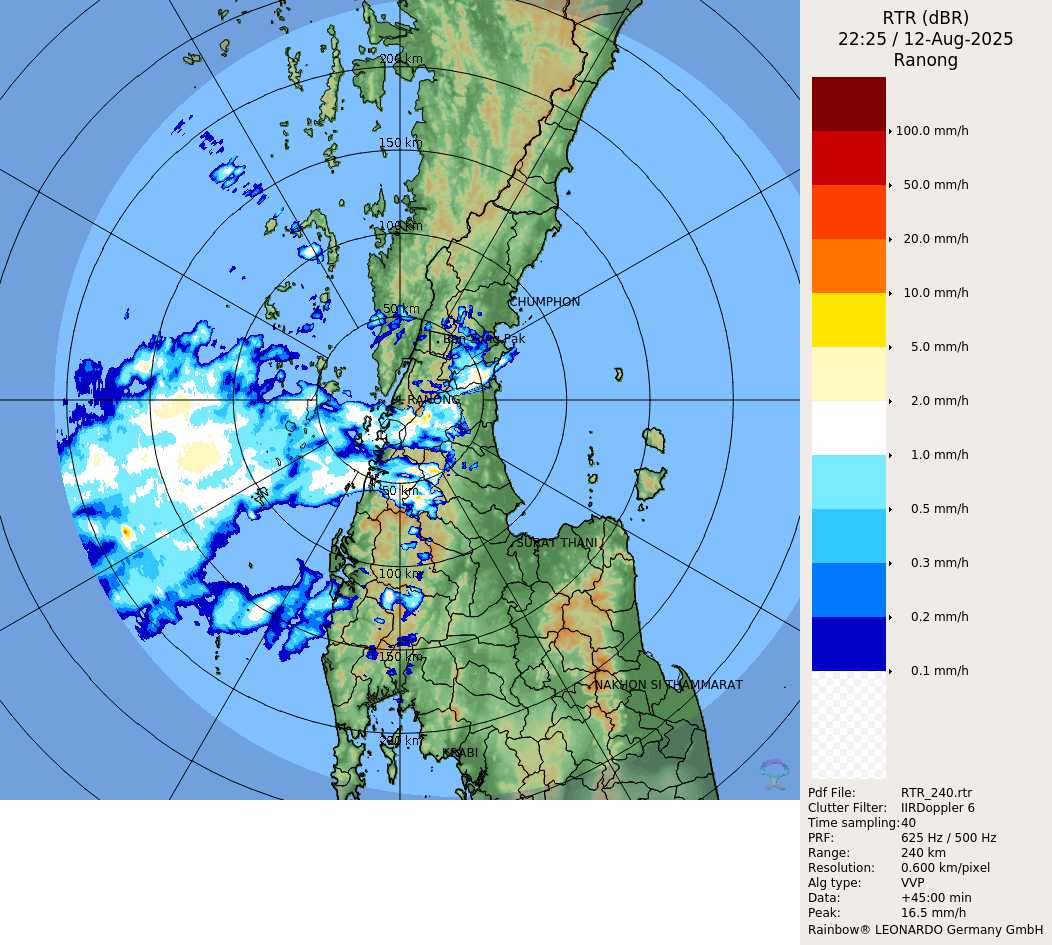 RTR (dBR)
22:25 / 12-Aug-2025
Ranong
200 km
150 km
100 km
50 km
CHUMPHON
RANONG
50 km
SURAT THANI
100 km
150 km
NAKHON SI THAMMARAT
200 km
KRABI
100.0 mm/h
50.0 mm/h
20.0 mm/h
10.0 mm/h
5.0 mm/h
2.0 mm/h
1.0 mm/h
0.5 mm/h
0.3 mm/h
0.2 mm/h
0.1 mm/h
Pdf File: RTR_240.rtr
Clutter Filter: IIRDoppler 6
Time sampling: 40
PRF: 625 Hz / 500 Hz
Range: 240 km
Resolution: 0.600 km/pixel
Alg type: VVP
Data: +45:00 min
Peak: 16.5 mm/h
Rainbow® LEONARDO Germany GmbH